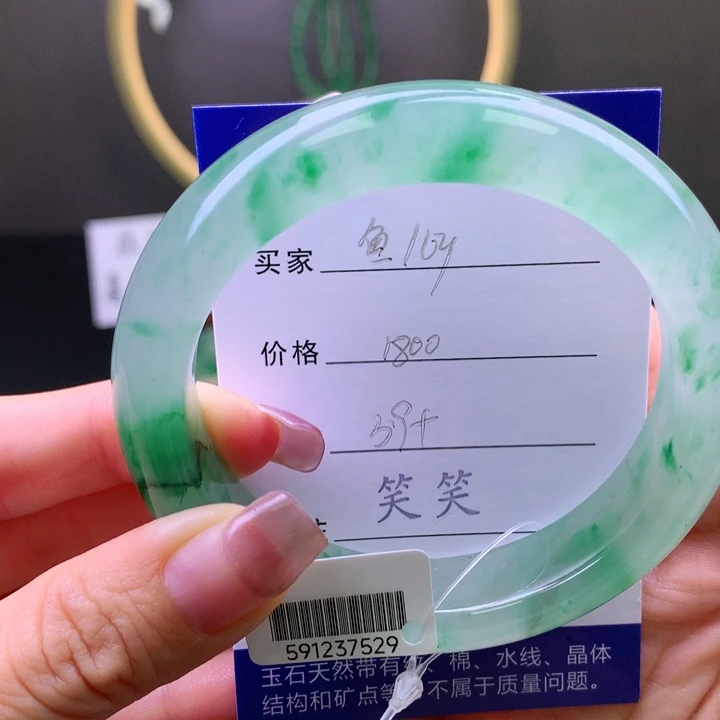 买家 鱼164
价格 1800
59+
笑笑
591237529
玉石天然带有 棉、水线、晶体
结构和矿点等, 不属于质量问题。